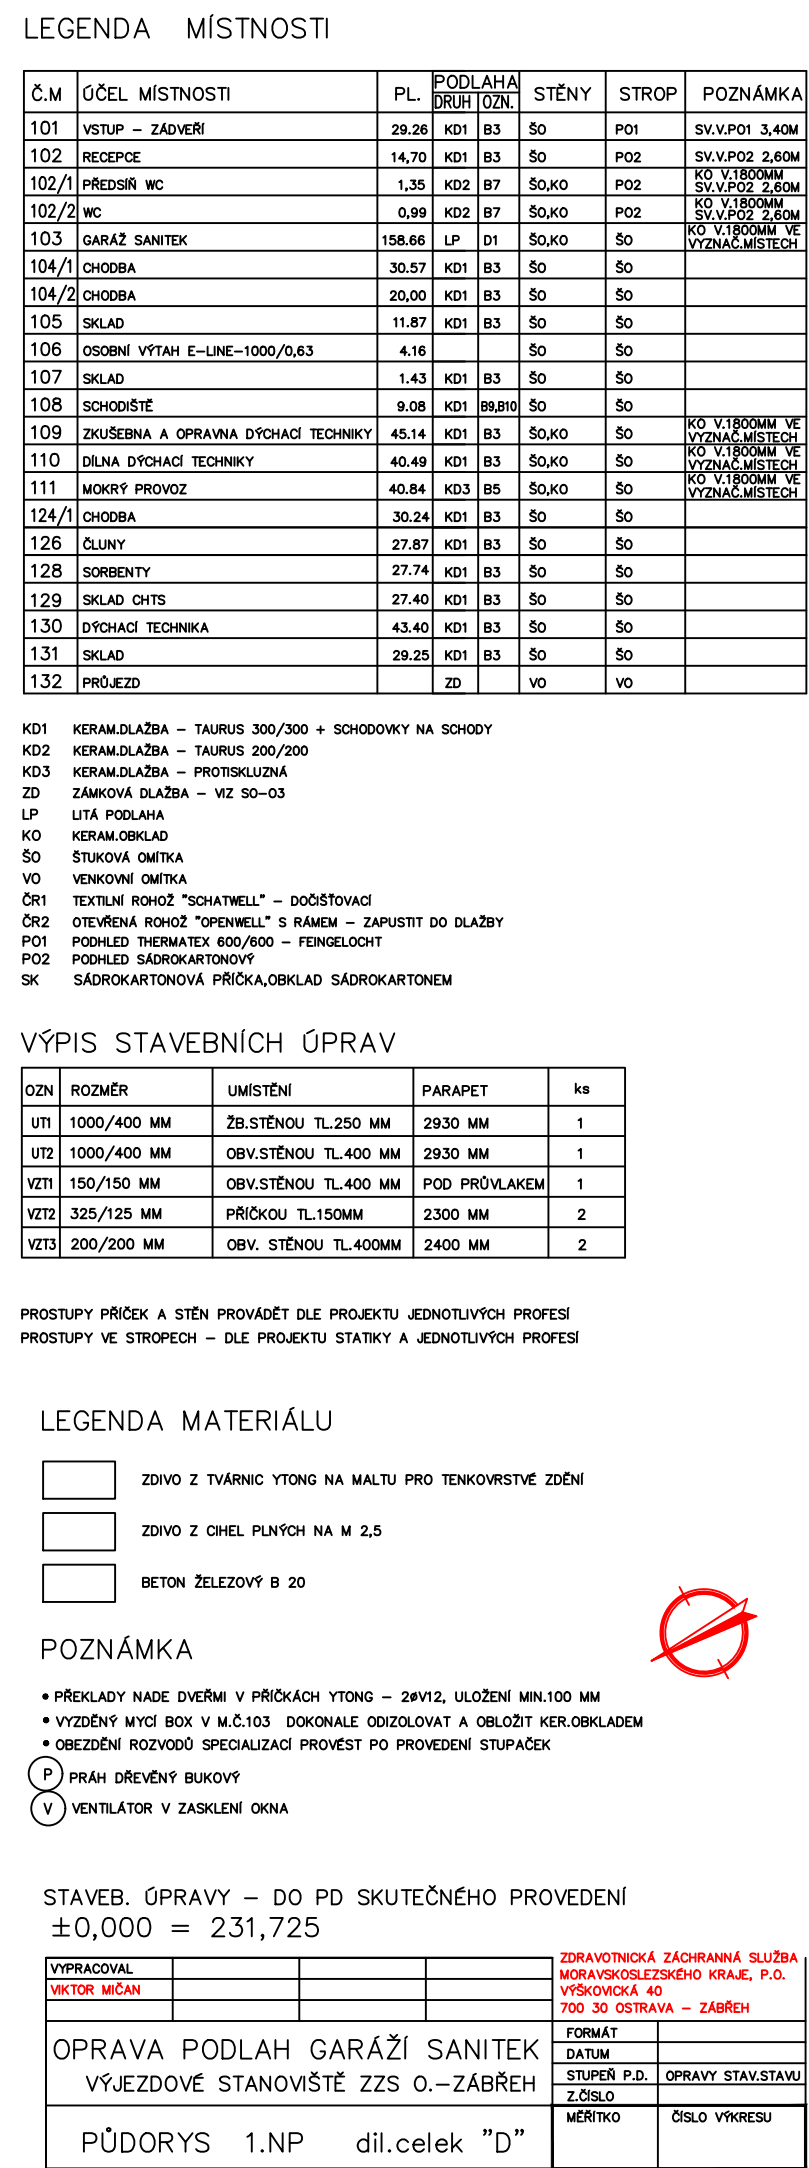 LEGENDA MÍSTNOSTI
Č.M ÚČEL MÍSTNOSTI PL. PODLAHA STĚNY STROP POZNÁMKA
DRUH OZN.
101 VSTUP – ZÁDVEŘÍ 29.26 KD1 B3 ŠO PO1 SV.V.PO1 3,40M
102 RECEPCE 14,70 KD1 B3 ŠO PO2 SV.V.PO2 2,60M
102/1 PŘEDSÍŇ WC 1,35 KD2 B7 ŠO,KO PO2 KO V.1800MM
SV.V.PO2 2,60M
102/2 WC 0,99 KD2 B7 ŠO,KO PO2 KO V.1800MM
SV.V.PO2 2,60M
103 GARÁŽ SANITEK 158.66 LP D1 ŠO,KO ŠO KO V.1800MM VE
VYZNAČ.MÍSTECH
104/1 CHODBA 30.57 KD1 B3 ŠO ŠO
104/2 CHODBA 20,00 KD1 B3 ŠO ŠO
105 SKLAD 11.87 KD1 B3 ŠO ŠO
106 OSOBNÍ VÝTAH E–LINE–1000/0,63 4.16 ŠO ŠO
107 SKLAD 1.43 KD1 B3 ŠO ŠO
108 SCHODIŠTĚ 9.08 KD1 B9,B10 ŠO ŠO
109 ZKUŠEBNA A OPRAVNA DÝCHACÍ TECHNIKY 45.14 KD1 B3 ŠO,KO ŠO KO V.1800MM VE
VYZNAČ.MÍSTECH
110 DÍLNA DÝCHACÍ TECHNIKY 40.49 KD1 B3 ŠO,KO ŠO KO V.1800MM VE
VYZNAČ.MÍSTECH
111 MOKRÝ PROVOZ 40.84 KD3 B5 ŠO,KO ŠO KO V.1800MM VE
VYZNAČ.MÍSTECH
124/1 CHODBA 30.24 KD1 B3 ŠO ŠO
126 ČLUNY 27.87 KD1 B3 ŠO ŠO
128 SORBENTY 27.74 KD1 B3 ŠO ŠO
129 SKLAD CHTS 27.40 KD1 B3 ŠO ŠO
130 DÝCHACÍ TECHNIKA 43.40 KD1 B3 ŠO ŠO
131 SKLAD 29.25 KD1 B3 ŠO ŠO
132 PRŮJEZD ZD VO VO
KD1 KERAM.DLAŽBA – TAURUS 300/300 + SCHODOVKY NA SCHODY
KD2 KERAM.DLAŽBA – TAURUS 200/200
KD3 KERAM.DLAŽBA – PROTISKLUZNÁ
ZD ZÁMKOVÁ DLAŽBA – VIZ SO–03
LP LITÁ PODLAHA
KO KERAM.OBKLAD
ŠO ŠTUKOVÁ OMÍTKA
VO VENKOVNÍ OMÍTKA
ČR1 TEXTILNÍ ROHOŽ "SCHATWELL" – DOČIŠŤOVACÍ
ČR2 OTEVŘENÁ ROHOŽ "OPENWELL" S RÁMEM – ZAPUSTIT DO DLAŽBY
PO1 PODHLED THERMATEX 600/600 – FEINGELOCHT
PO2 PODHLED SÁDROKARTONOVÝ
SK SÁDROKARTONOVÁ PŘÍČKA,OBKLAD SÁDROKARTONEM
VÝPIS STAVEBNÍCH ÚPRAV
OZN ROZMĚR UMÍSTĚNÍ PARAPET ks
UT1 1000/400 MM ŽB.STĚNOU TL.250 MM 2930 MM 1
UT2 1000/400 MM OBV.STĚNOU TL.400 MM 2930 MM 1
VZT1 150/150 MM OBV.STĚNOU TL.400 MM POD PRŮVLAKEM 1
VZT2 325/125 MM PŘÍČKOU TL.150MM 2300 MM 2
VZT3 200/200 MM OBV. STĚNOU TL.400MM 2400 MM 2
PROSTUPY PŘÍČEK A STĚN PROVÁDĚT DLE PROJEKTU JEDNOTLIVÝCH PROFESÍ
PROSTUPY VE STROPECH – DLE PROJEKTU STATIKY A JEDNOTLIVÝCH PROFESÍ
LEGENDA MATERIÁLU
ZDIVO Z TVÁRNIC YTONG NA MALTU PRO TENKOVRSTVÉ ZDĚNÍ
ZDIVO Z CIHEL PLNÝCH NA M 2,5
BETON ŽELEZOVÝ B 20
POZNÁMKA
• PŘEKLADY NADE DVEŘMI V PŘÍČKÁCH YTONG – 2øV12, ULOŽENÍ MIN.100 MM
• VYZDĚNÝ MYCÍ BOX V M.Č.103 DOKONALE ODIZOLOVAT A OBLOŽIT KER.OBKLADEM
• OBEZDĚNÍ ROZVODŮ SPECIALIZACÍ PROVÉST PO PROVEDENÍ STUPAČEK
P PRÁH DŘEVĚNÝ BUKOVÝ
V VENTILÁTOR V ZASKLENÍ OKNA
STAVEB. ÚPRAVY – DO PD SKUTEČNÉHO PROVEDENÍ
±0,000 = 231,725
VYPRACOVAL
VIKTOR MIČAN
ZDRAVOTNICKÁ ZÁCHRANNÁ SLUŽBA
MORAVSKOSLEZSKÉHO KRAJE, P.O.
VÝŠKOVICKÁ 40
700 30 OSTRAVA – ZÁBŘEH
OPRAVA PODLAH GARÁŽÍ SANITEK
VÝJEZDOVÉ STANOVIŠTĚ ZZS O.–ZÁBŘEH
FORMÁT
DATUM
STUPEŇ P.D. OPRAVY STAV.STAVU
Z.ČÍSLO
MĚŘÍTKO ČÍSLO VÝKRESU
PŮDORYS 1.NP dil.celek "D"